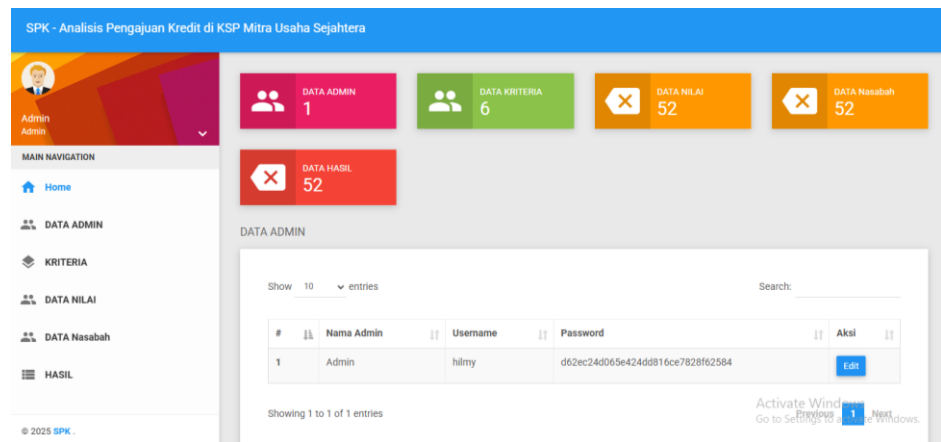 SPK - Analisis Pengajuan Kredit di KSP Mitra Usaha Sejahtera
Admin
Admin
MAIN NAVIGATION
Home
DATA ADMIN
KRITERIA
DATA NILAI
DATA Nasabah
HASIL
© 2025 SPK .
DATA ADMIN
1
DATA KRITERIA
6
DATA NILAI
52
DATA Nasabah
52
DATA HASIL
52
DATA ADMIN
Show 10 entries
Search:
# Nama Admin Username Password Aksi
1 Admin hilmy d62ec24d065e424dd816ce7828f62584 Edit
Showing 1 to 1 of 1 entries
Previous 1 Next
Activate Windows
Go to Settings to activate Windows.